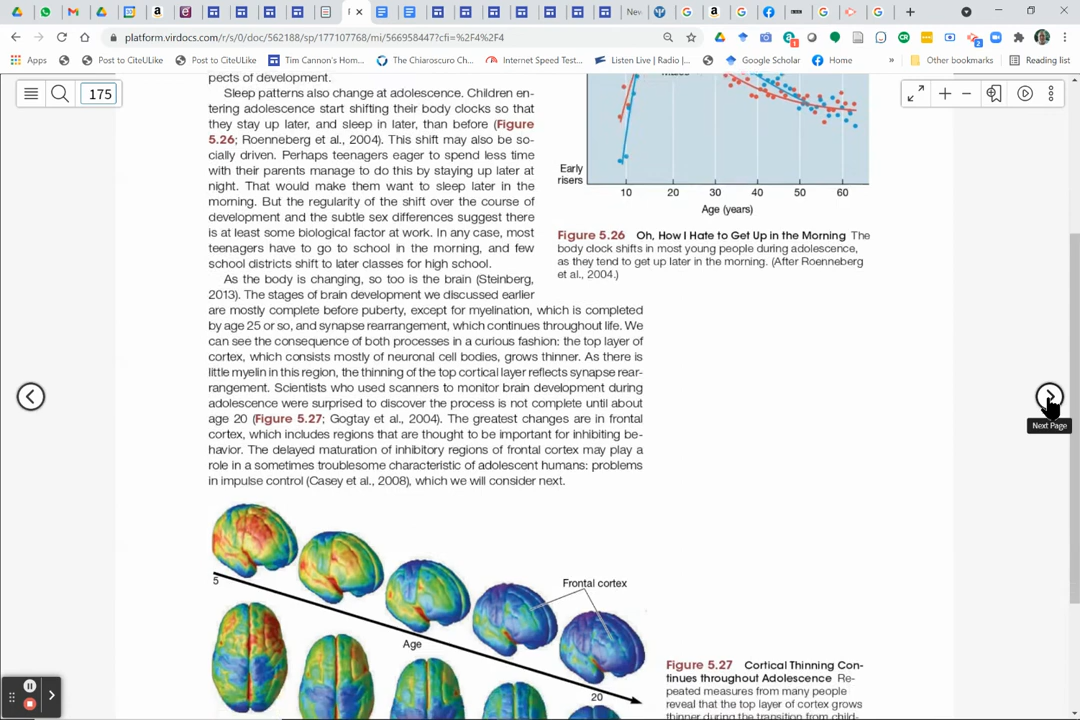 New
platform.virdocs.com/r/s/0/doc/562188/sp/177107768/mi/566958447?cfi=%2F4%2F4
Apps
Post to CiteULike
Post to CiteULike
Tim Cannon's Hom...
The Chiaroscuro Ch...
Internet Speed Test...
Listen Live | Radio |...
Google Scholar
Home
Other bookmarks
Reading list
175
pects of development.
Sleep patterns also change at adolescence. Children en-
tering adolescence start shifting their body clocks so that
they stay up later, and sleep in later, than before (Figure
5.26; Roenneberg et al., 2004). This shift may also be so-
cially driven. Perhaps teenagers eager to spend less time
with their parents manage to do this by staying up later at
night. That would make them want to sleep later in the
morning. But the regularity of the shift over the course of
development and the subtle sex differences suggest there
is at least some biological factor at work. In any case, most
teenagers have to go to school in the morning, and few
school districts shift to later classes for high school.
As the body is changing, so too is the brain (Steinberg,
2013). The stages of brain development we discussed earlier
are mostly complete before puberty, except for myelination, which is completed
by age 25 or so, and synapse rearrangement, which continues throughout life. We
can see the consequence of both processes in a curious fashion: the top layer of
cortex, which consists mostly of neuronal cell bodies, grows thinner. As there is
little myelin in this region, the thinning of the top cortical layer reflects synapse rear-
rangement. Scientists who used scanners to monitor brain development during
adolescence were surprised to discover the process is not complete until about
age 20 (Figure 5.27; Gogtay et al., 2004). The greatest changes are in frontal
cortex, which includes regions that are thought to be important for inhibiting be-
havior. The delayed maturation of inhibitory regions of frontal cortex may play a
role in a sometimes troublesome characteristic of adolescent humans: problems
in impulse control (Casey et al., 2008), which we will consider next.
Early
risers
10 20 30 40 50 60
Age (years)
Figure 5.26 Oh, How I Hate to Get Up in the Morning The
body clock shifts in most young people during adolescence,
as they tend to get up later in the morning. (After Roenneberg
et al., 2004.)
Next Page
Frontal cortex
5
Age
20
Figure 5.27 Cortical Thinning Con-
tinues throughout Adolescence Re-
peated measures from many people
reveal that the top layer of cortex grows
thinner during the transition from child-